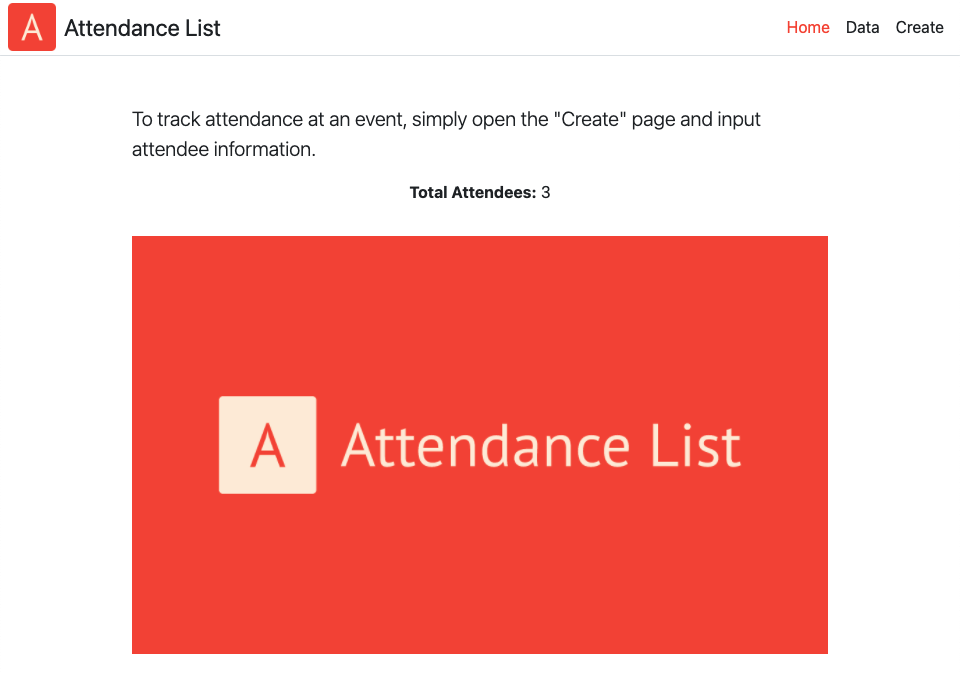 A Attendance List Home Data Create
To track attendance at an event, simply open the "Create" page and input
attendee information.
Total Attendees: 3
A Attendance List